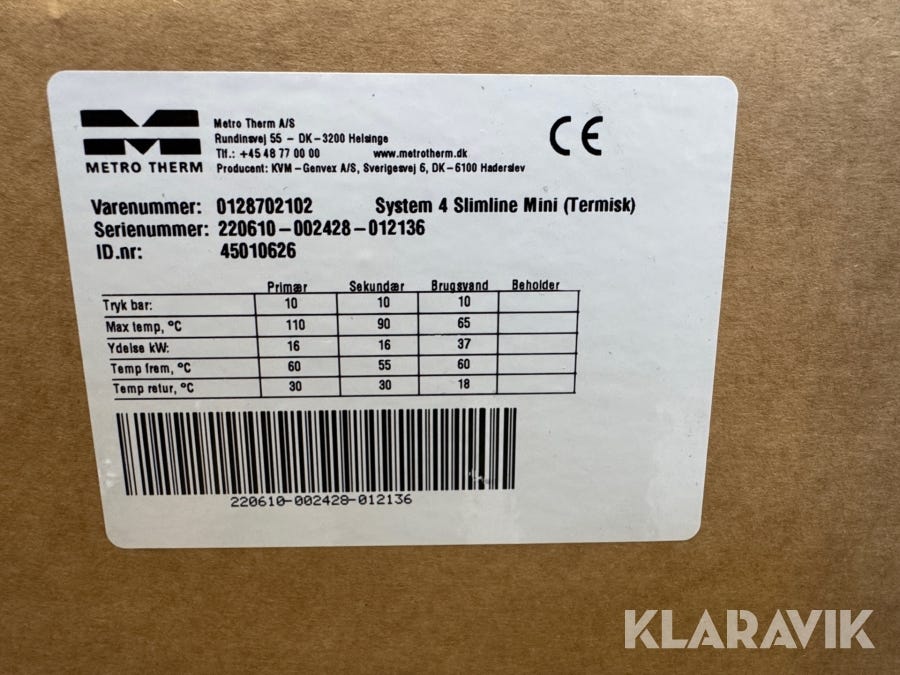 METRO THERM
Metro Therm A/S
Rundinsvej 55 - DK-3200 Helsinge
Tlf.: +45 48 77 00 00 www.metrotherm.dk
Producent: KVM-Genvex A/S, Sverigesvej 6, DK-6100 Haderslev
CE
Varenummer: 0128702102 System 4 Slimline Mini (Termisk)
Serienummer: 220610-002428-012136
ID.nr: 45010626
Primær Sekundær Brugsvand Beholder
Tryk bar: 10 10 10
Max temp, °C 110 90 65
Ydelse kW: 16 16 37
Temp frem, °C 60 55 60
Temp retur, °C 30 30 18
220610-002428-012136
KLARAVIK